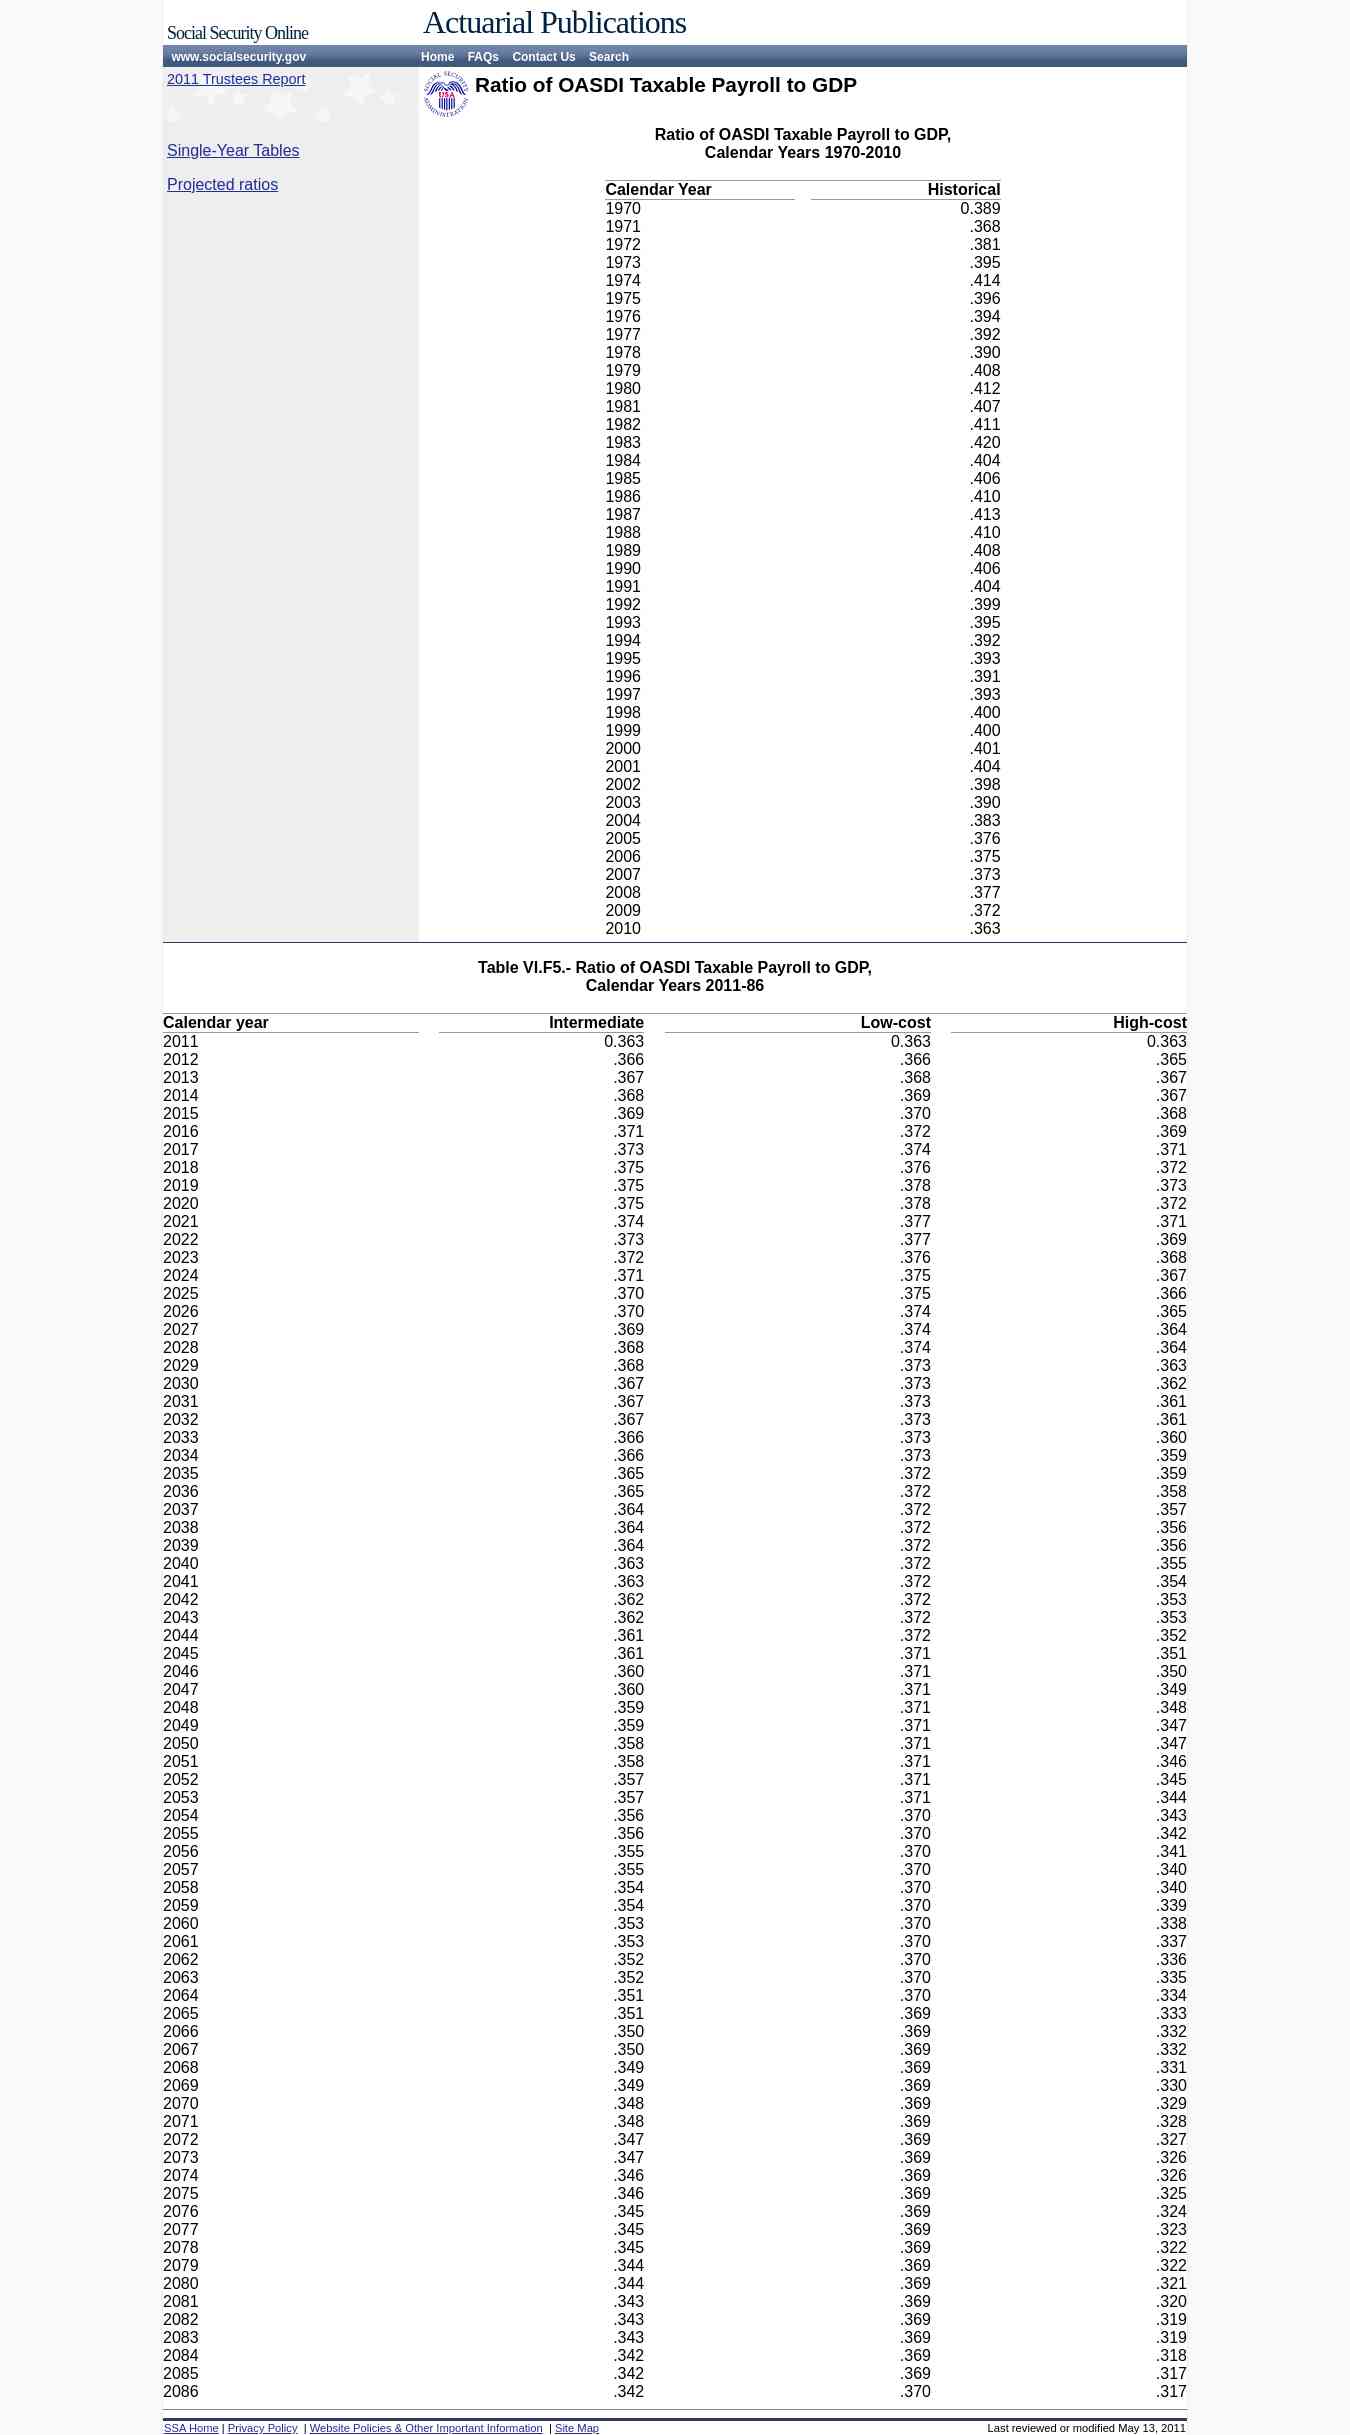 Social Security Online
Actuarial Publications
www.socialsecurity.gov
Home FAQs Contact Us Search
2011 Trustees Report
Single-Year Tables
Projected ratios
SOCIAL SECURITY ADMINISTRATION
USA
Ratio of OASDI Taxable Payroll to GDP
Ratio of OASDI Taxable Payroll to GDP,
Calendar Years 1970-2010
Calendar Year Historical
1970 0.389
1971 .368
1972 .381
1973 .395
1974 .414
1975 .396
1976 .394
1977 .392
1978 .390
1979 .408
1980 .412
1981 .407
1982 .411
1983 .420
1984 .404
1985 .406
1986 .410
1987 .413
1988 .410
1989 .408
1990 .406
1991 .404
1992 .399
1993 .395
1994 .392
1995 .393
1996 .391
1997 .393
1998 .400
1999 .400
2000 .401
2001 .404
2002 .398
2003 .390
2004 .383
2005 .376
2006 .375
2007 .373
2008 .377
2009 .372
2010 .363
Table VI.F5.- Ratio of OASDI Taxable Payroll to GDP,
Calendar Years 2011-86
Calendar year Intermediate Low-cost High-cost
2011 0.363 0.363 0.363
2012 .366 .366 .365
2013 .367 .368 .367
2014 .368 .369 .367
2015 .369 .370 .368
2016 .371 .372 .369
2017 .373 .374 .371
2018 .375 .376 .372
2019 .375 .378 .373
2020 .375 .378 .372
2021 .374 .377 .371
2022 .373 .377 .369
2023 .372 .376 .368
2024 .371 .375 .367
2025 .370 .375 .366
2026 .370 .374 .365
2027 .369 .374 .364
2028 .368 .374 .364
2029 .368 .373 .363
2030 .367 .373 .362
2031 .367 .373 .361
2032 .367 .373 .361
2033 .366 .373 .360
2034 .366 .373 .359
2035 .365 .372 .359
2036 .365 .372 .358
2037 .364 .372 .357
2038 .364 .372 .356
2039 .364 .372 .356
2040 .363 .372 .355
2041 .363 .372 .354
2042 .362 .372 .353
2043 .362 .372 .353
2044 .361 .372 .352
2045 .361 .371 .351
2046 .360 .371 .350
2047 .360 .371 .349
2048 .359 .371 .348
2049 .359 .371 .347
2050 .358 .371 .347
2051 .358 .371 .346
2052 .357 .371 .345
2053 .357 .371 .344
2054 .356 .370 .343
2055 .356 .370 .342
2056 .355 .370 .341
2057 .355 .370 .340
2058 .354 .370 .340
2059 .354 .370 .339
2060 .353 .370 .338
2061 .353 .370 .337
2062 .352 .370 .336
2063 .352 .370 .335
2064 .351 .370 .334
2065 .351 .369 .333
2066 .350 .369 .332
2067 .350 .369 .332
2068 .349 .369 .331
2069 .349 .369 .330
2070 .348 .369 .329
2071 .348 .369 .328
2072 .347 .369 .327
2073 .347 .369 .326
2074 .346 .369 .326
2075 .346 .369 .325
2076 .345 .369 .324
2077 .345 .369 .323
2078 .345 .369 .322
2079 .344 .369 .322
2080 .344 .369 .321
2081 .343 .369 .320
2082 .343 .369 .319
2083 .343 .369 .319
2084 .342 .369 .318
2085 .342 .369 .317
2086 .342 .370 .317
SSA Home | Privacy Policy | Website Policies & Other Important Information | Site Map Last reviewed or modified May 13, 2011